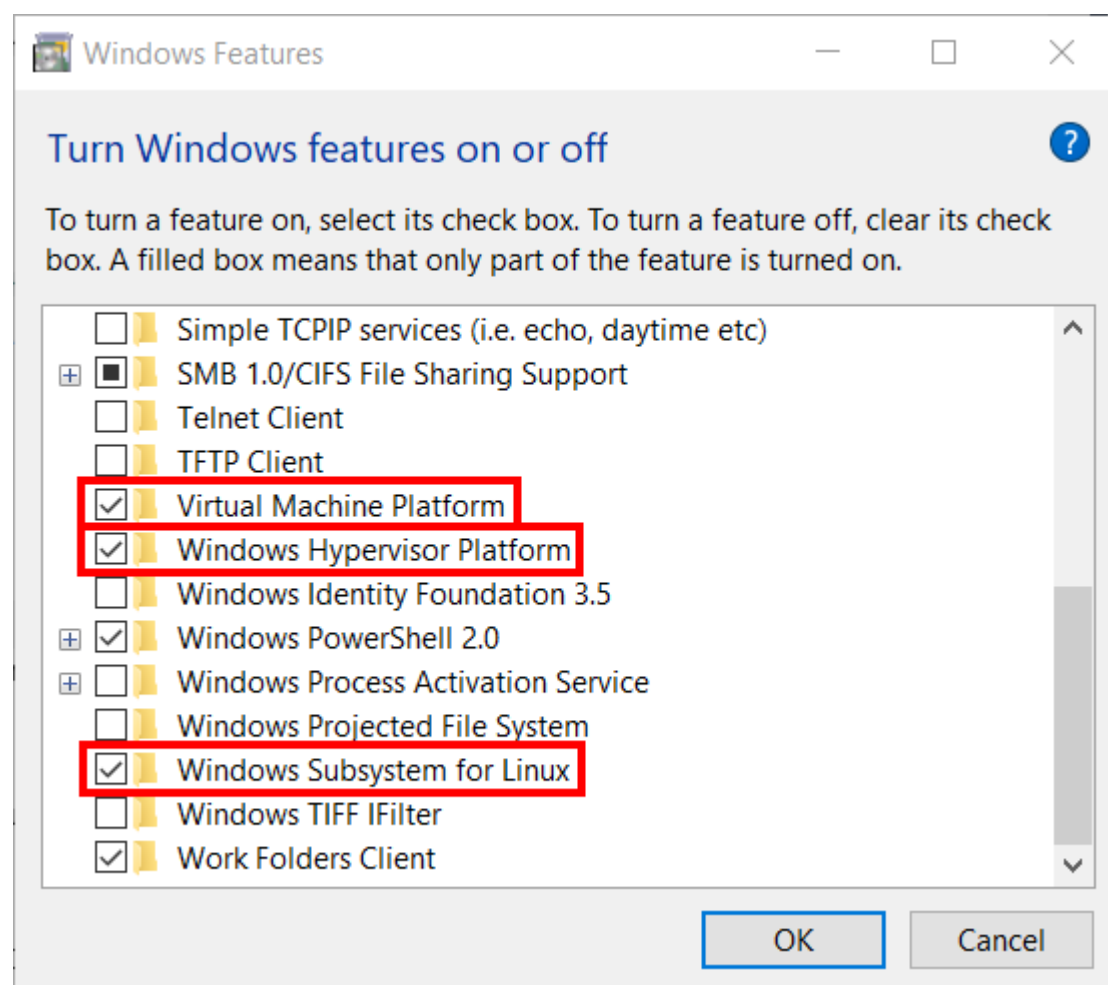 Windows Features
Turn Windows features on or off
To turn a feature on, select its check box. To turn a feature off, clear its check
box. A filled box means that only part of the feature is turned on.
Simple TCPIP services (i.e. echo, daytime etc)
SMB 1.0/CIFS File Sharing Support
Telnet Client
TFTP Client
Virtual Machine Platform
Windows Hypervisor Platform
Windows Identity Foundation 3.5
Windows PowerShell 2.0
Windows Process Activation Service
Windows Projected File System
Windows Subsystem for Linux
Windows TIFF IFilter
Work Folders Client
OK Cancel